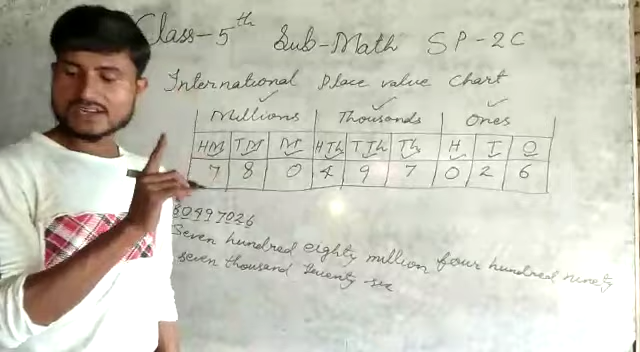 Class-5th Sub-Math SP-2C
International Place value Chart
Millions Thousands Ones
HM TM M HTh TTh Th H T O
7 8 0 4 9 7 0 2 6
80497026
Seven hundred eighty million four hundred ninety
seven thousand twenty-six